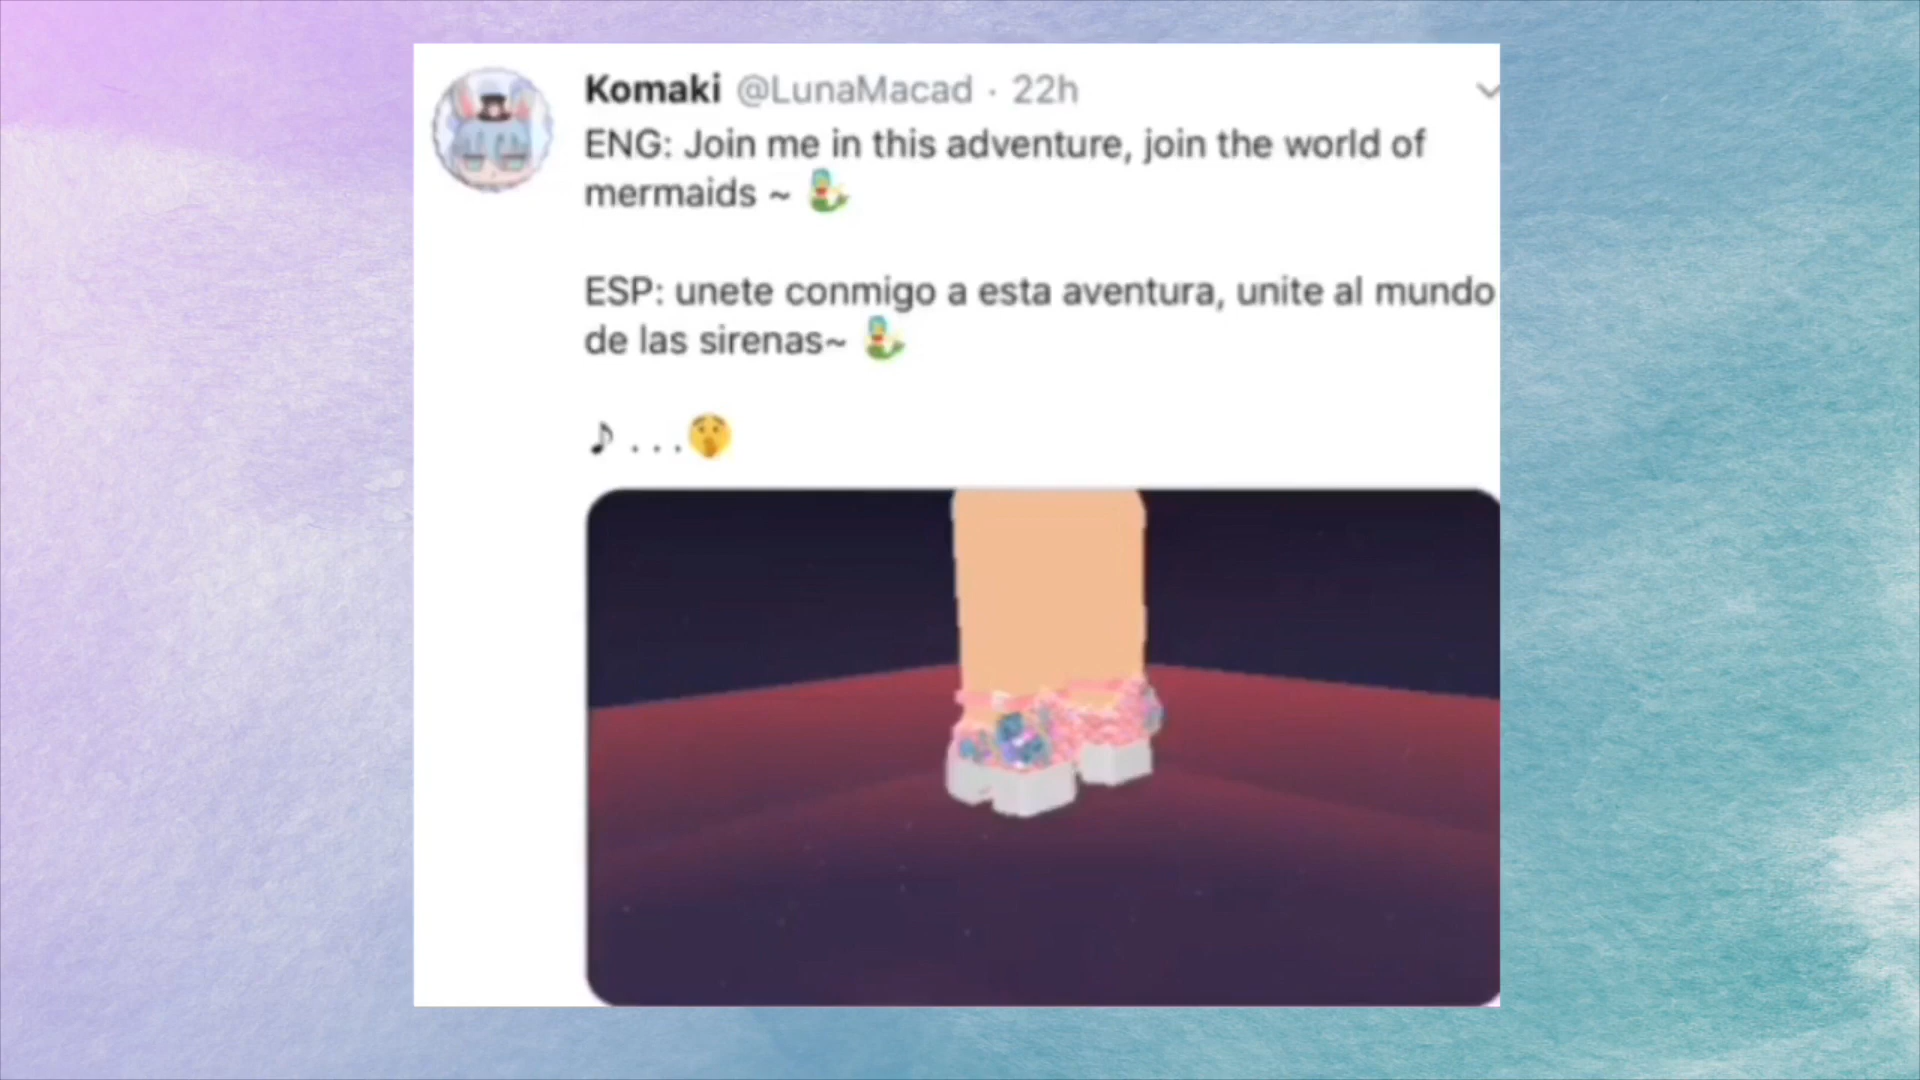 Komaki @LunaMacad · 22h
ENG: Join me in this adventure, join the world of
mermaids ~ 🧜‍♀️
ESP: unete conmigo a esta aventura, unite al mundo
de las sirenas~ 🧜‍♀️
♪ . . . 🤫